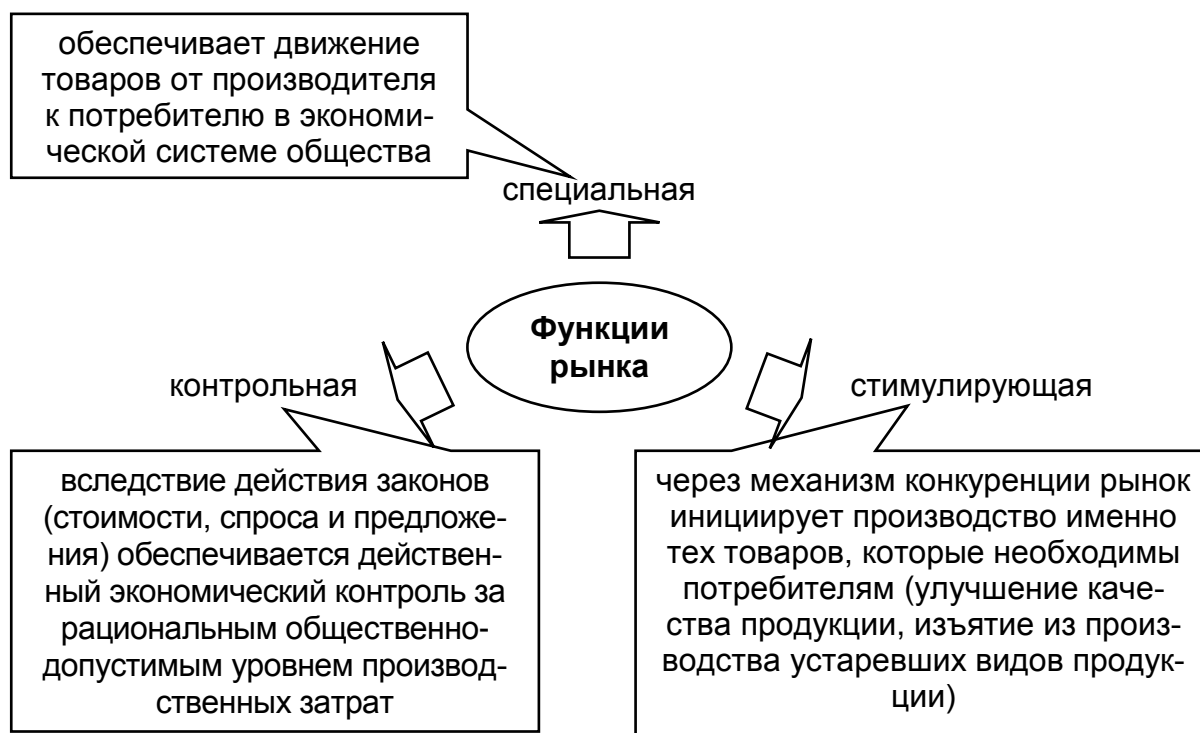 обеспечивает движение
товаров от производителя
к потребителю в экономи-
ческой системе общества
специальная
Функции
рынка
контрольная
стимулирующая
вследствие действия законов
(стоимости, спроса и предложе-
ния) обеспечивается действен-
ный экономический контроль за
рациональным общественно-
допустимым уровнем производ-
ственных затрат
через механизм конкуренции рынок
инициирует производство именно
тех товаров, которые необходимы
потребителям (улучшение каче-
ства продукции, изъятие из произ-
водства устаревших видов продук-
ции)